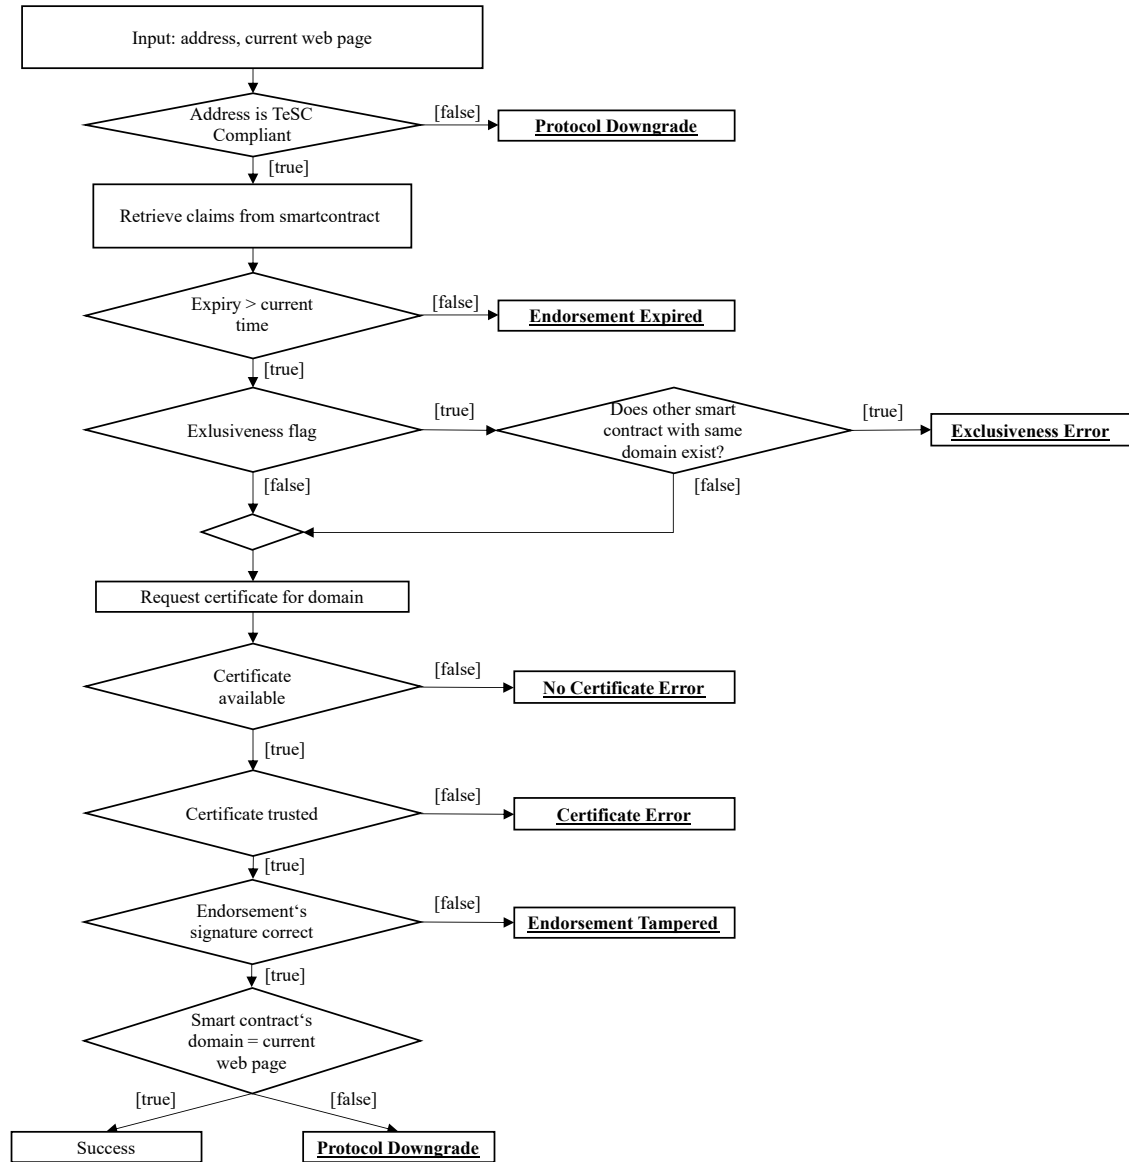 Input: address, current web page
Address is TeSC
Compliant
[false]
Protocol Downgrade
[true]
Retrieve claims from smartcontract
Expiry > current
time
[false]
Endorsement Expired
[true]
Exlusiveness flag
[true]
Does other smart
contract with same
domain exist?
[true]
Exclusiveness Error
[false]
[false]
Request certificate for domain
Certificate
available
[false]
No Certificate Error
[true]
Certificate trusted
[false]
Certificate Error
[true]
Endorsement‘s
signature correct
[false]
Endorsement Tampered
[true]
Smart contract‘s
domain = current
web page
[true]
[false]
Success
Protocol Downgrade